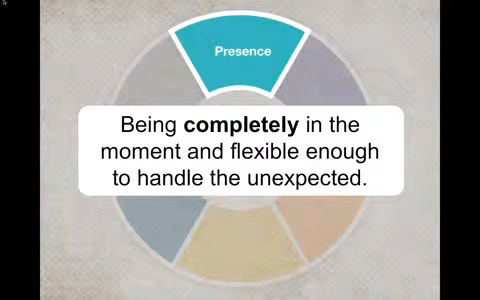 Presence
Being completely in the
moment and flexible enough
to handle the unexpected.